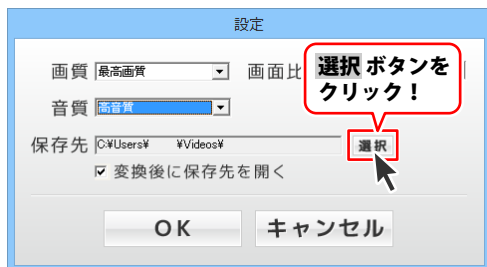 設定
画質 最高画質 画面比
選択 ボタンを
クリック！
音質 高音質
保存先 C:¥Users¥ ¥Videos¥ 選択
変換後に保存先を開く
OK キャンセル